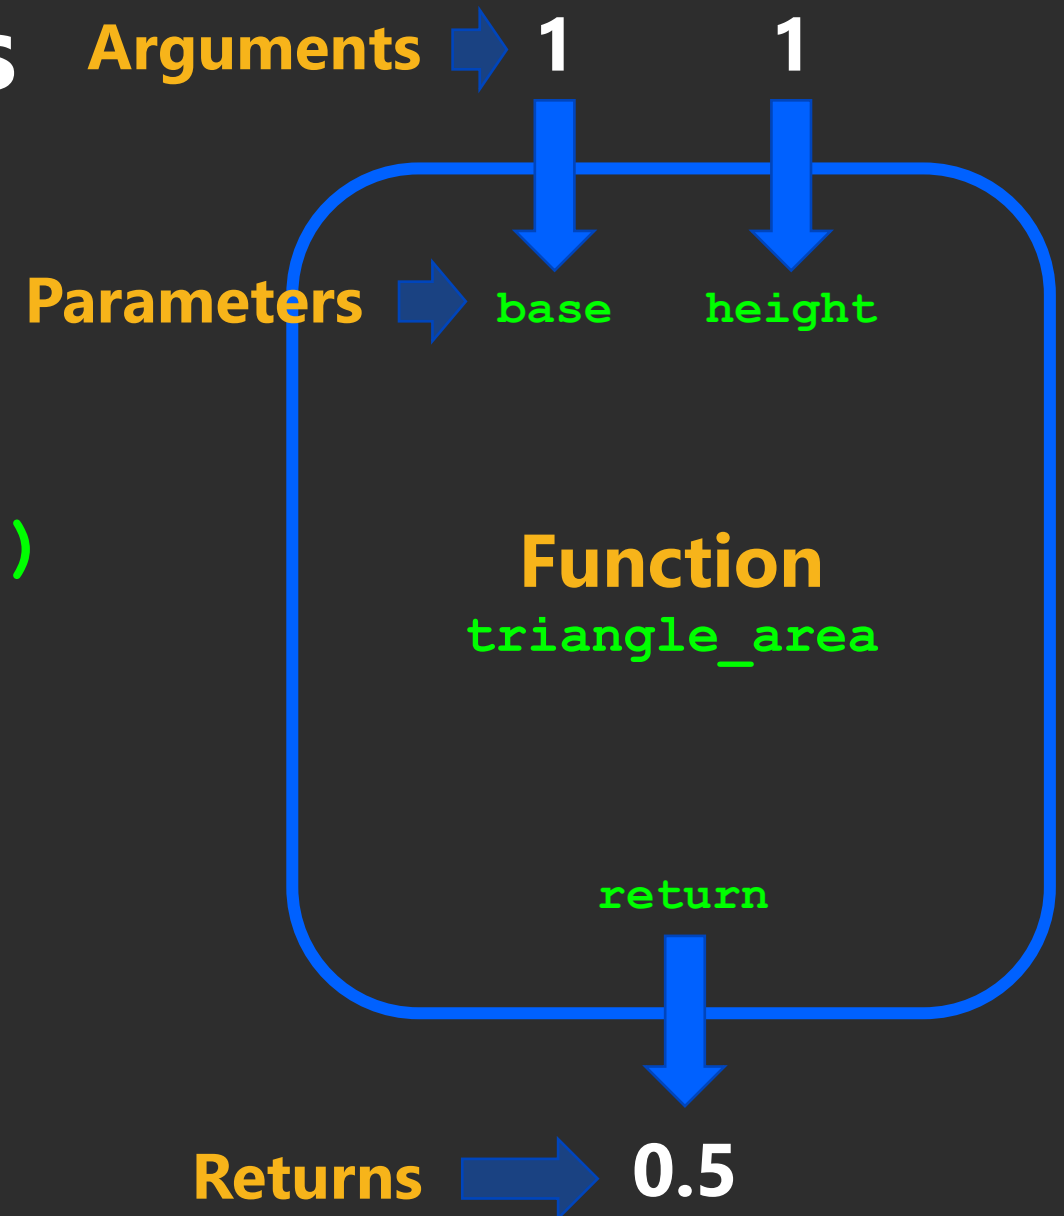 s
Arguments 1 1
Parameters base height
)
Function
triangle_area
return
Returns 0.5